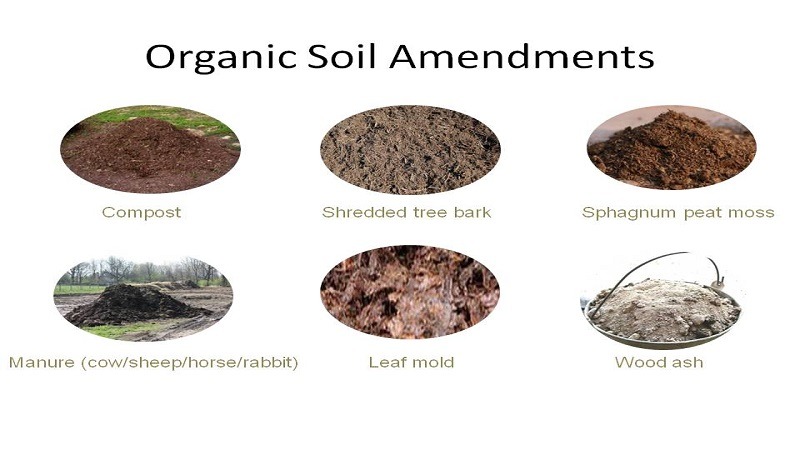 Organic Soil Amendments
Compost
Shredded tree bark
Sphagnum peat moss
Manure (cow/sheep/horse/rabbit)
Leaf mold
Wood ash